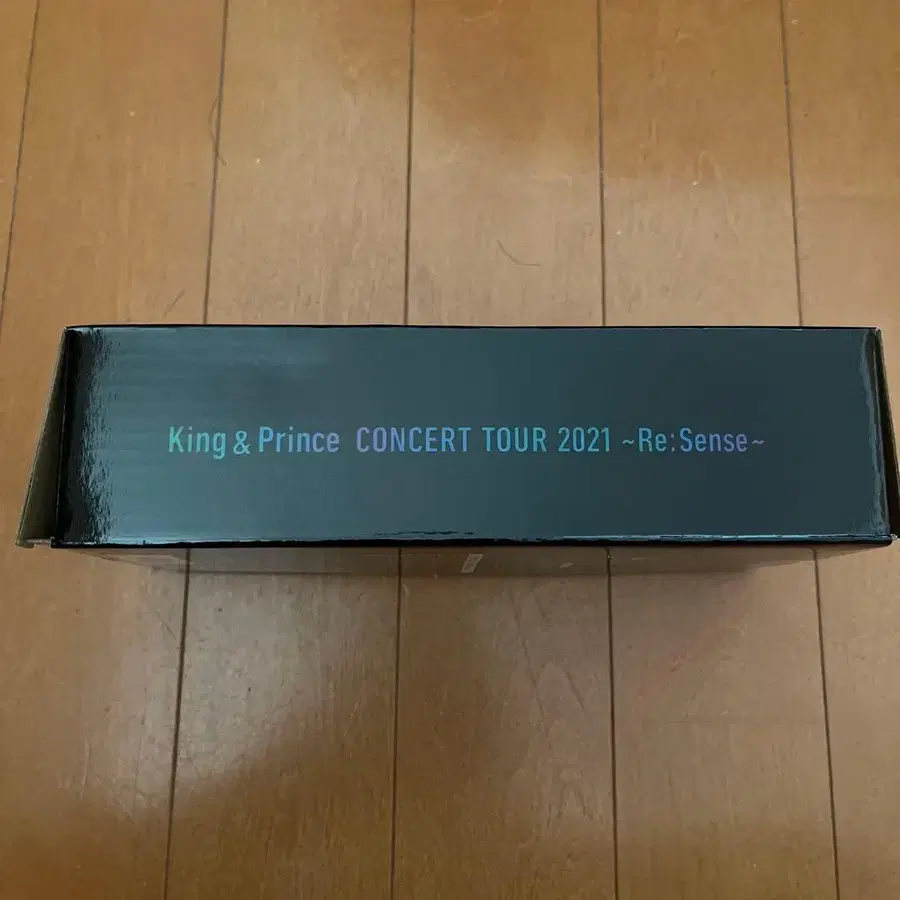 King & Prince CONCERT TOUR 2021 ~Re:Sense~